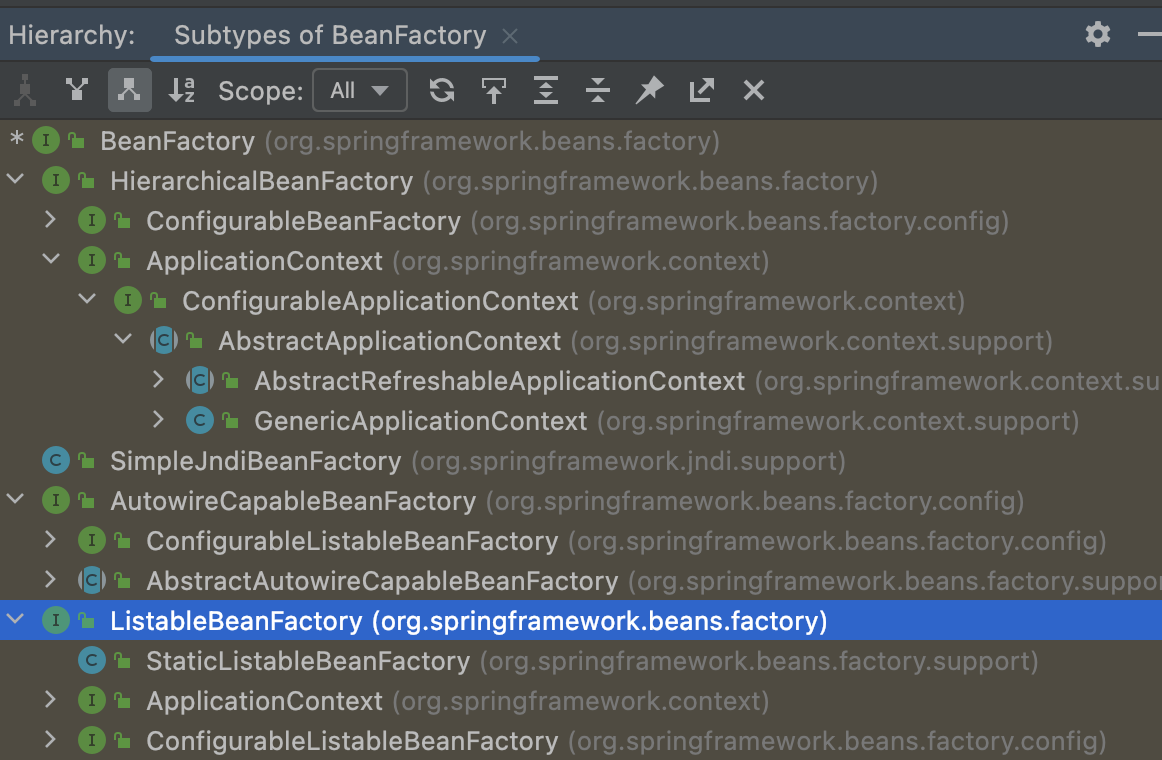 Hierarchy: Subtypes of BeanFactory
Scope: All
* I BeanFactory (org.springframework.beans.factory)
I HierarchicalBeanFactory (org.springframework.beans.factory)
I ConfigurableBeanFactory (org.springframework.beans.factory.config)
I ApplicationContext (org.springframework.context)
I ConfigurableApplicationContext (org.springframework.context)
C AbstractApplicationContext (org.springframework.context.support)
C AbstractRefreshableApplicationContext (org.springframework.context.su
C GenericApplicationContext (org.springframework.context.support)
C SimpleJndiBeanFactory (org.springframework.jndi.support)
I AutowireCapableBeanFactory (org.springframework.beans.factory.config)
I ConfigurableListableBeanFactory (org.springframework.beans.factory.config)
C AbstractAutowireCapableBeanFactory (org.springframework.beans.factory.suppor
I ListableBeanFactory (org.springframework.beans.factory)
C StaticListableBeanFactory (org.springframework.beans.factory.support)
I ApplicationContext (org.springframework.context)
I ConfigurableListableBeanFactory (org.springframework.beans.factory.config)